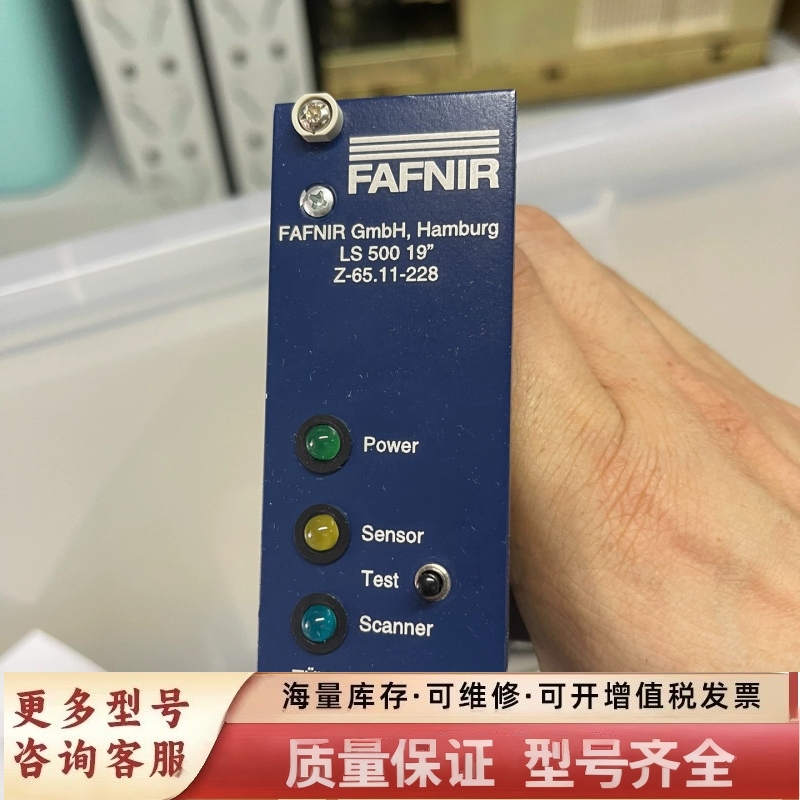 FAFNIR
FAFNIR GmbH, Hamburg
LS 500 19"
Z-65.11-228
Power
Sensor
Test
Scanner
更多型号
咨询客服
海量库存·可维修·可开增值税发票
质量保证 型号齐全